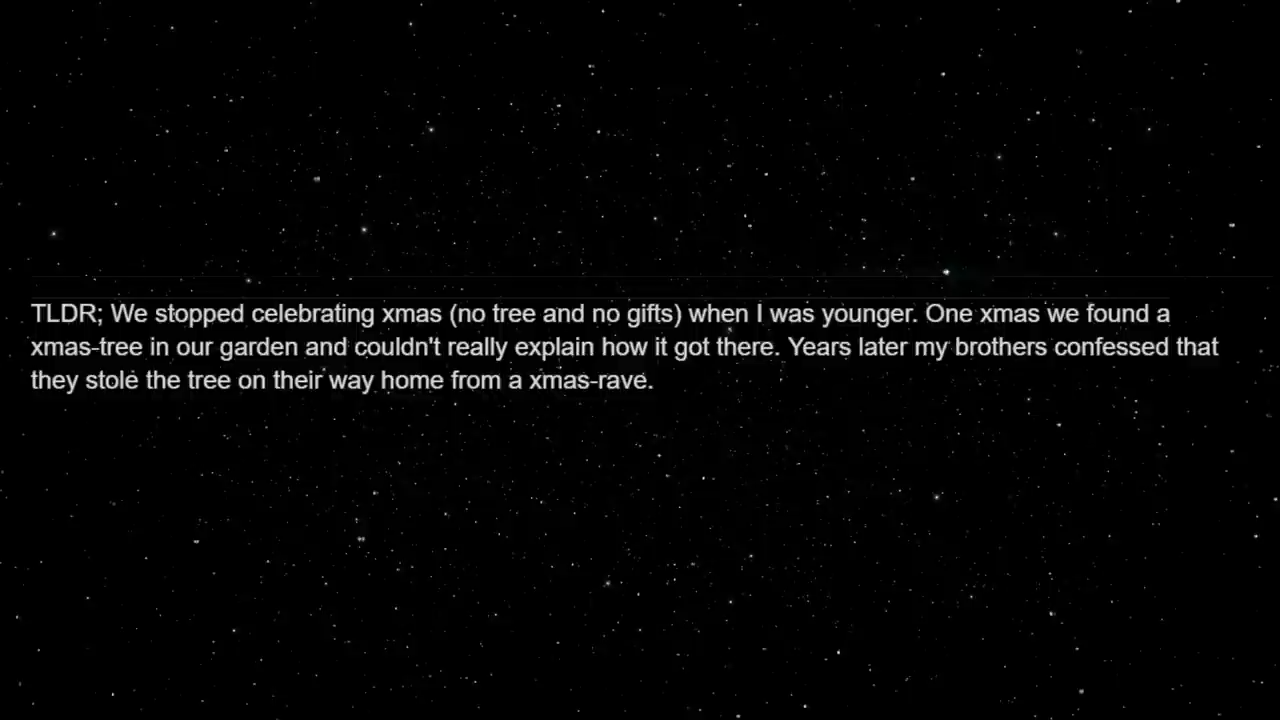 TLDR; We stopped celebrating xmas (no tree and no gifts) when I was younger. One xmas we found a
xmas-tree in our garden and couldn't really explain how it got there. Years later my brothers confessed that
they stole the tree on their way home from a xmas-rave.